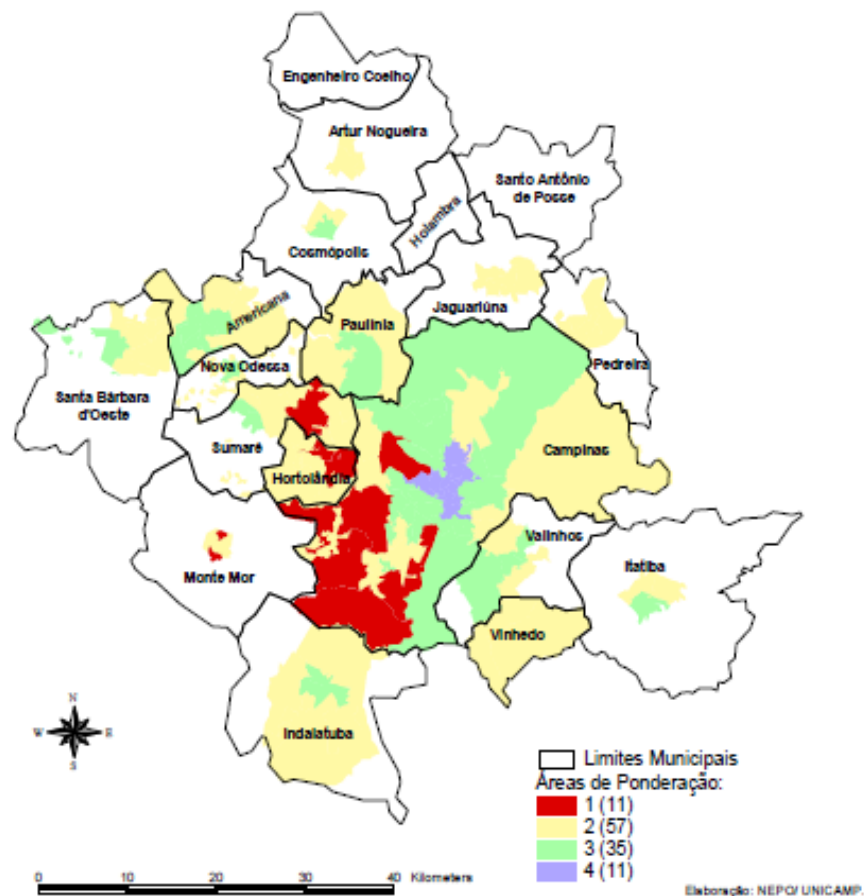 Engenheiro Coelho
Artur Nogueira
Santo Antônio
de Posse
Holambra
Cosmópolis
Americana
Paulínia
Jaguariúna
Nova Odessa
Pedreira
Santa Bárbara
d'Oeste
Sumaré
Campinas
Hortolândia
Valinhos
Itatiba
Monte Mor
Vinhedo
Indaiatuba
N
W
E
S
Limites Municipais
Áreas de Ponderação:
1 (11)
2 (57)
3 (35)
4 (11)
0 10 20 30 40 Kilometers
Elaboração: NEPO/ UNICAMP